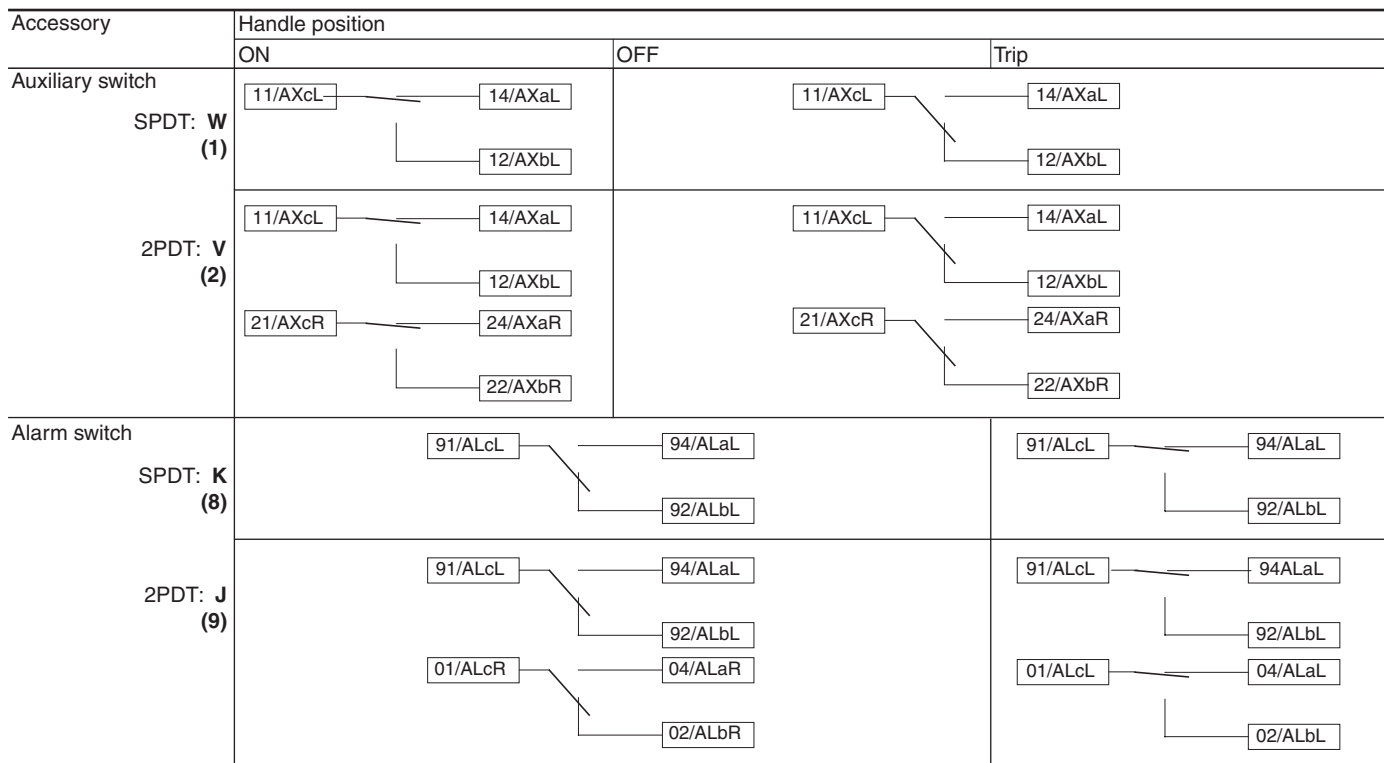 Accessory Handle position
ON OFF Trip
Auxiliary switch
11/AXcL 14/AXaL 11/AXcL 14/AXaL
SPDT: W
(1)
12/AXbL 12/AXbL
11/AXcL 14/AXaL 11/AXcL 14/AXaL
2PDT: V
(2)
12/AXbL 12/AXbL
21/AXcR 24/AXaR 21/AXcR 24/AXaR
22/AXbR 22/AXbR
Alarm switch
91/ALcL 94/ALaL 91/ALcL 94/ALaL
SPDT: K
(8)
92/ALbL 92/ALbL
91/ALcL 94/ALaL 91/ALcL 94ALaL
2PDT: J
(9)
92/ALbL 92/ALbL
01/ALcR 04/ALaR 01/ALcL 04/ALaL
02/ALbR 02/ALbL